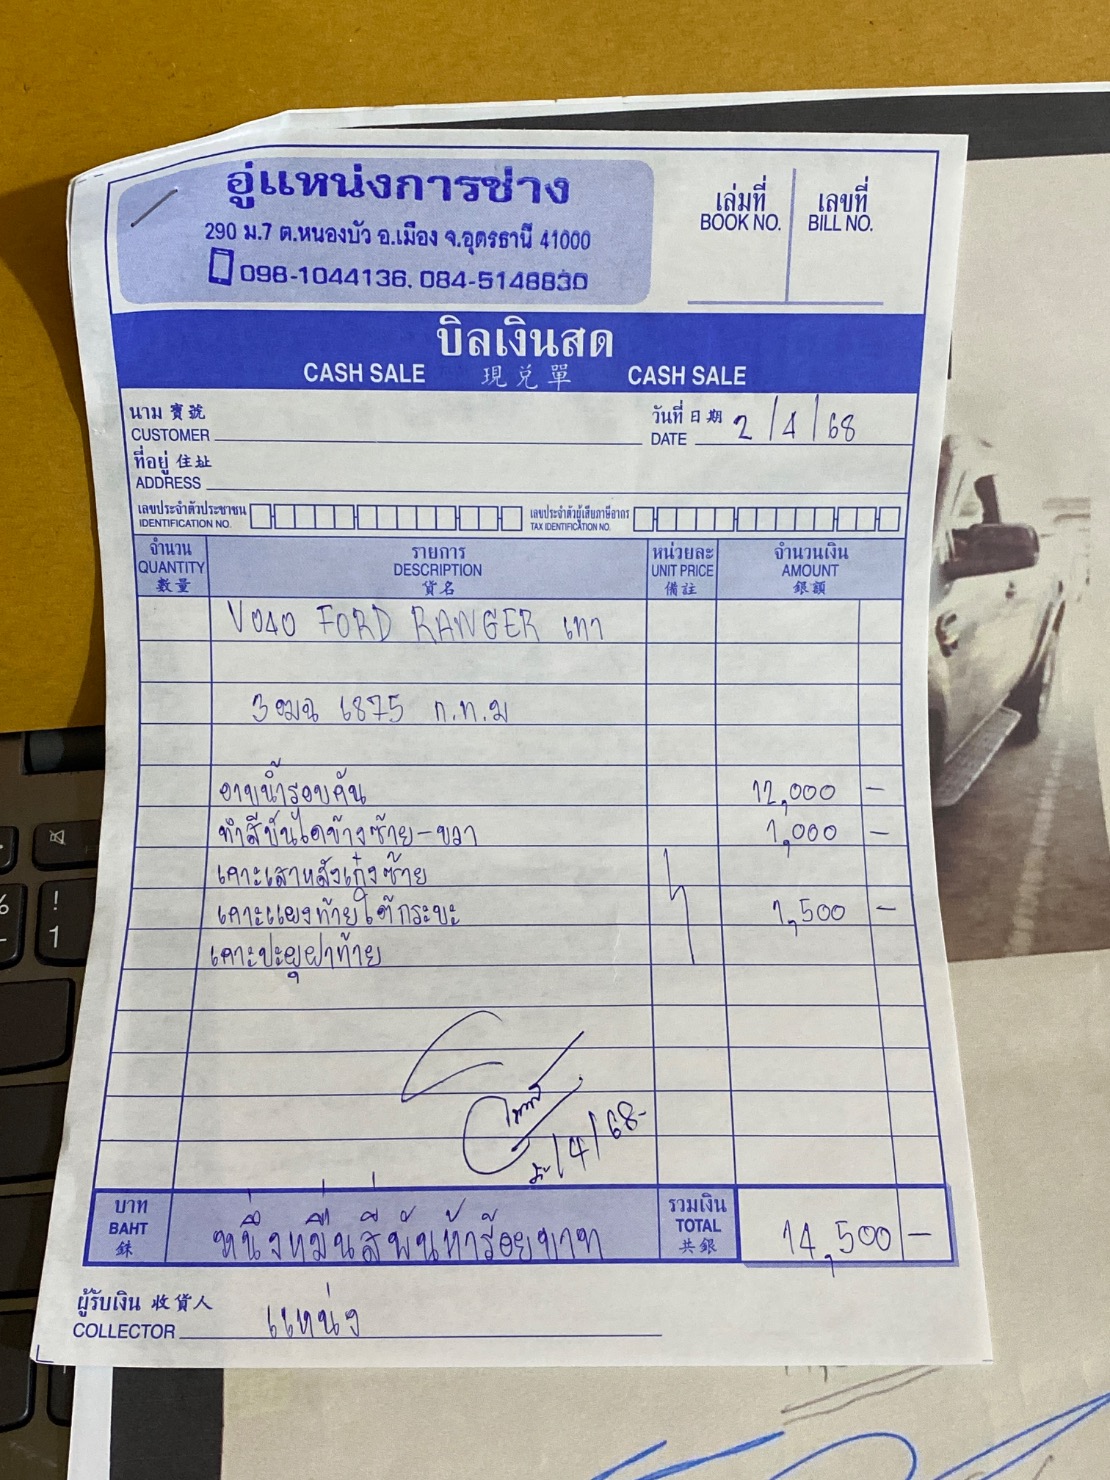 อู่แหน่งการช่าง
290 ม.7 ต.หนองบัว อ.เมือง จ.อุดรธานี 41000
098-1044136, 084-5148830
เล่มที่
BOOK NO.
เลขที่
BILL NO.
บิลเงินสด
CASH SALE 現兌單 CASH SALE
นาม 寶號
CUSTOMER
วันที่ 日期
DATE 2/4/68
ที่อยู่ 住址
ADDRESS
เลขประจำตัวประชาชน
IDENTIFICATION NO.
เลขประจำตัวผู้เสียภาษีอากร
TAX IDENTIFICATION NO.
จำนวน
QUANTITY
數量
รายการ
DESCRIPTION
貨名
หน่วยละ
UNIT PRICE
備註
จำนวนเงิน
AMOUNT
銀額
V040 FORD RANGER เทา
3ฒฉ 6875 ก.ท.ม
อาบน้ำรอบคัน 12,000 -
ทำสีบันไดข้างซ้าย-ขวา 1,000 -
เคาะเสาหลังเก๋งซ้าย
เคาะแผงท้ายใต้กระบะ 1,500 -
เคาะปะผุฝาท้าย
/4/68-
บาท
BAHT
銖
หนึ่งหมื่นสี่พันห้าร้อยบาท
รวมเงิน
TOTAL
共銀
14,500 -
ผู้รับเงิน 收貨人
COLLECTOR แหน่ง
!
1